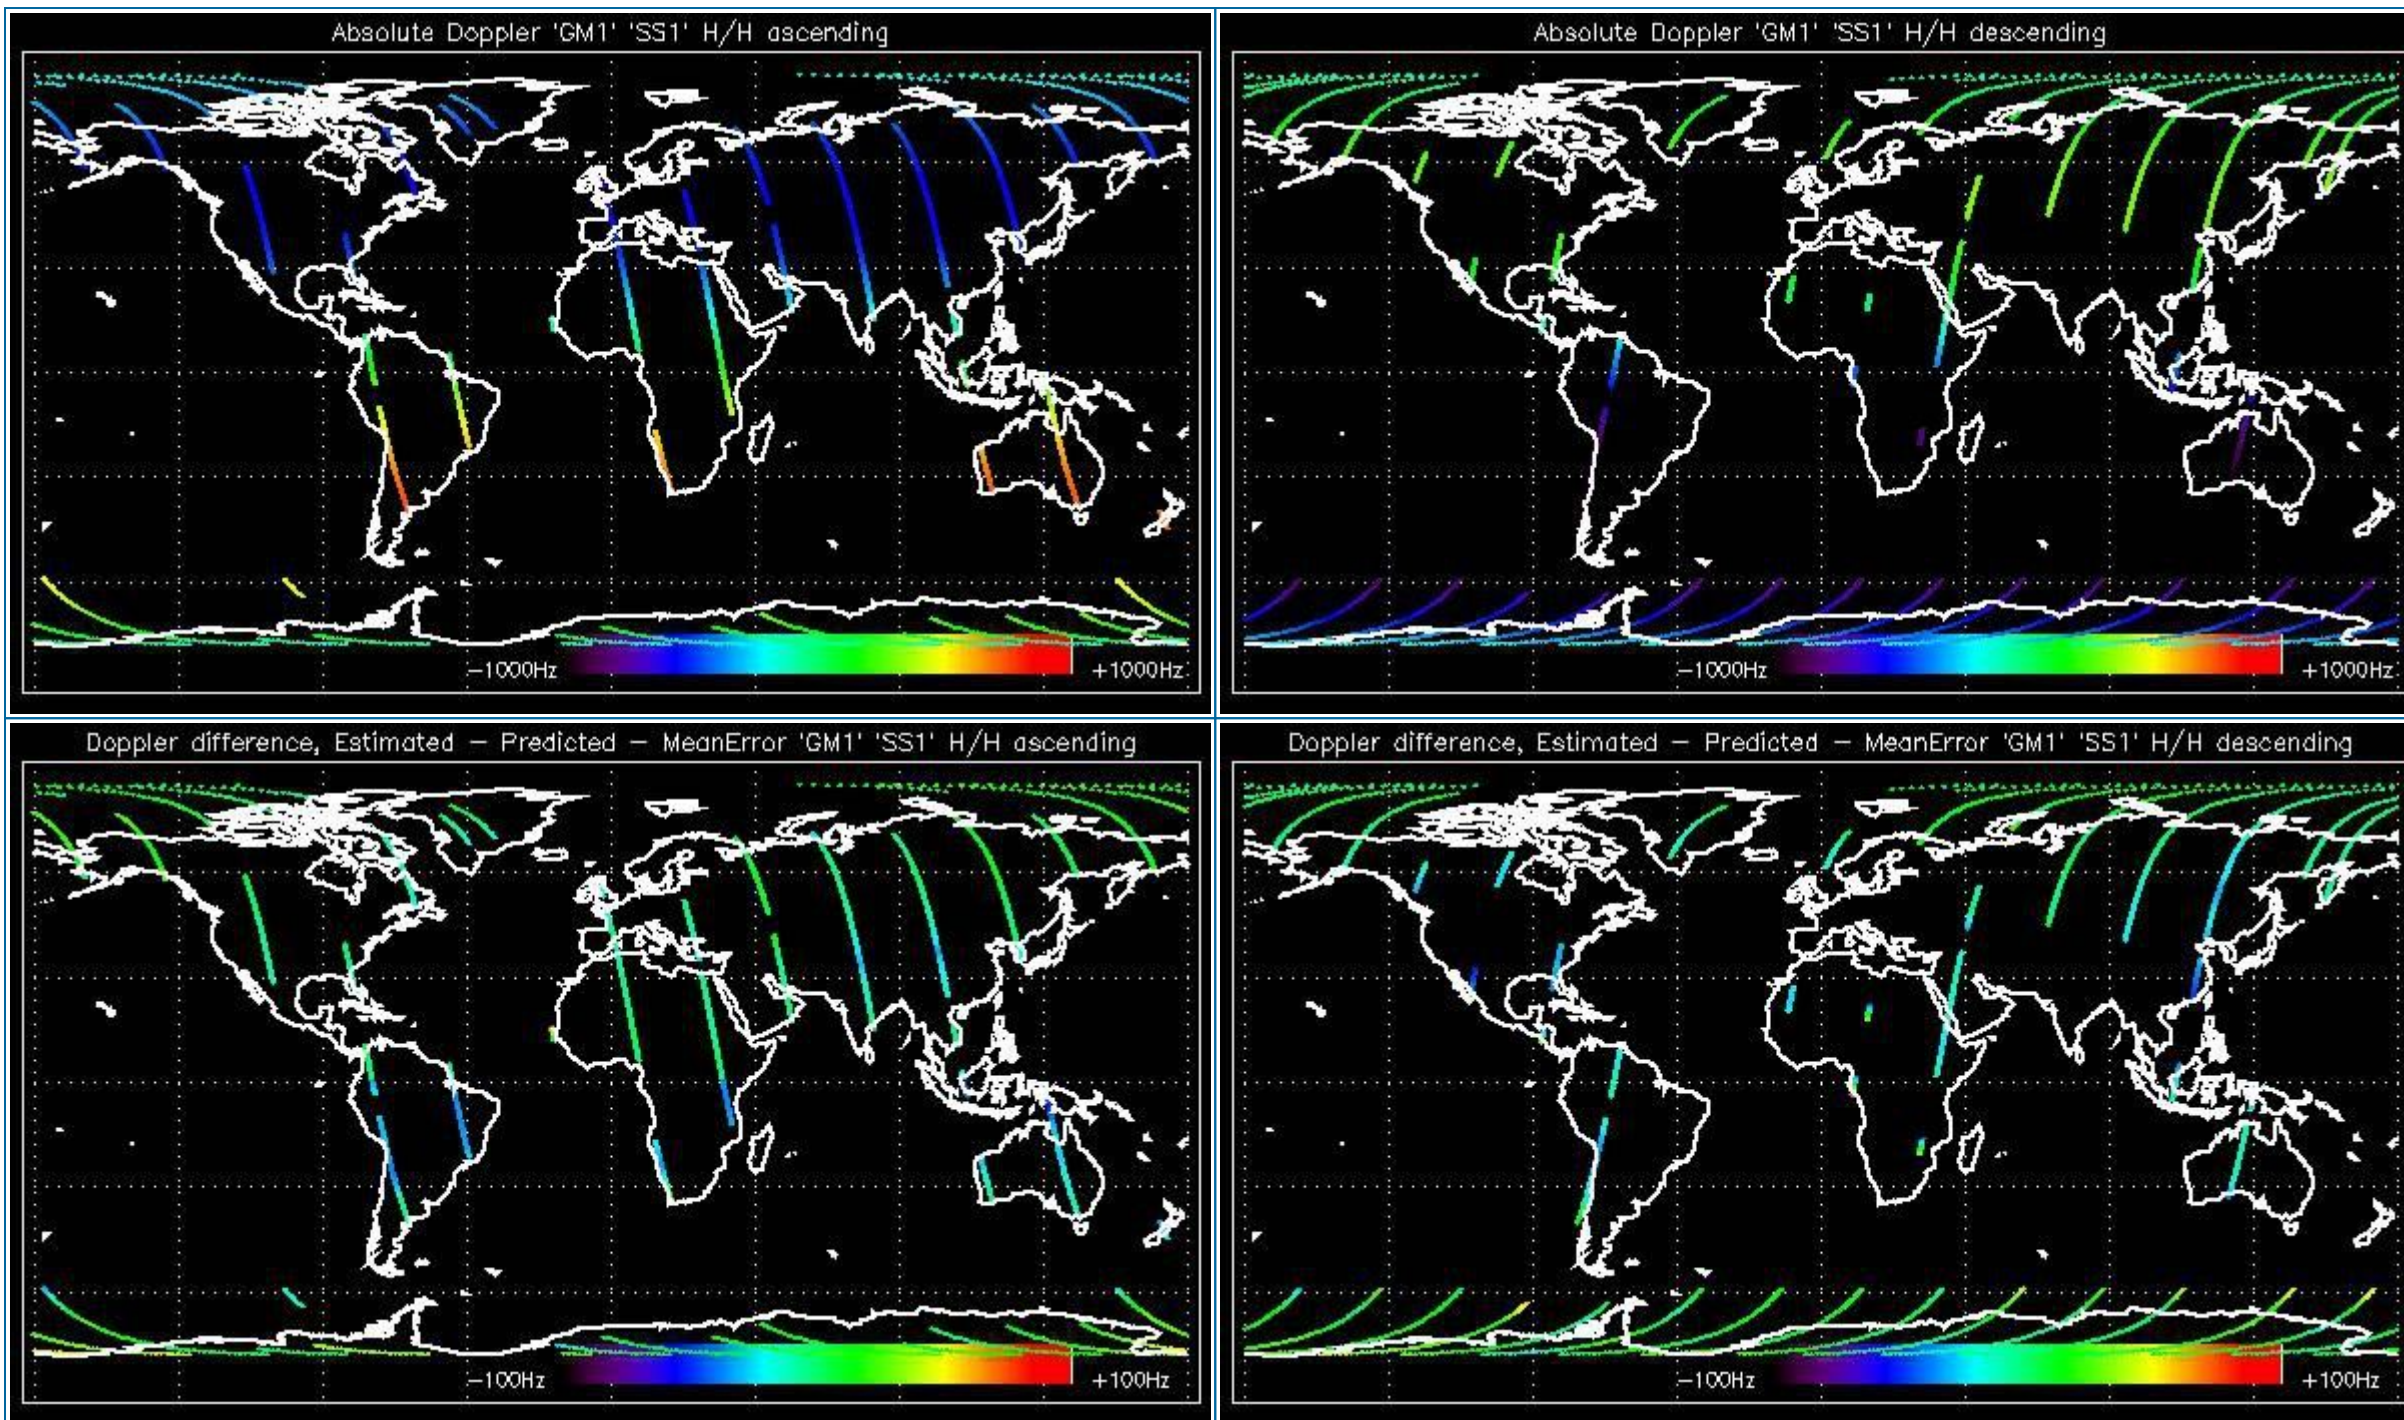 Absolute Doppler 'GM1' 'SS1' H/H ascending
-1000Hz
+1000Hz
Absolute Doppler 'GM1' 'SS1' H/H descending
-1000Hz
+1000Hz
Doppler difference, Estimated - Predicted - MeanError 'GM1' 'SS1' H/H ascending
-100Hz
+100Hz
Doppler difference, Estimated - Predicted - MeanError 'GM1' 'SS1' H/H descending
-100Hz
+100Hz